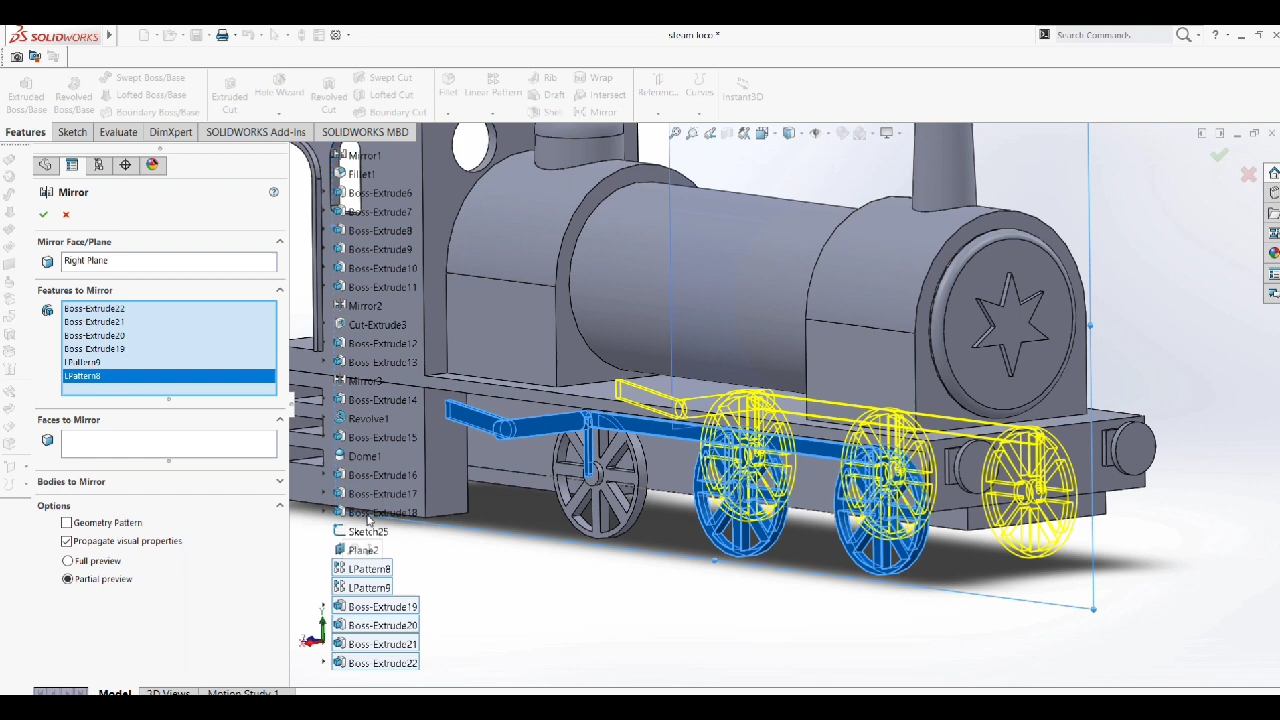 SOLIDWORKS
steam loco *
Search Commands
Extruded Boss/Base
Revolved Boss/Base
Swept Boss/Base
Lofted Boss/Base
Boundary Boss/Base
Extruded Cut
Hole Wizard
Revolved Cut
Swept Cut
Lofted Cut
Boundary Cut
Fillet
Linear Pattern
Rib
Draft
Shell
Wrap
Intersect
Mirror
Referenc...
Curves
Instant3D
Features
Sketch
Evaluate
DimXpert
SOLIDWORKS Add-Ins
SOLIDWORKS MBD
Mirror
Mirror Face/Plane
Right Plane
Features to Mirror
Boss-Extrude22
Boss-Extrude21
Boss-Extrude20
Boss-Extrude19
LPattern9
LPattern8
Faces to Mirror
Bodies to Mirror
Options
Geometry Pattern
Propagate visual properties
Full preview
Partial preview
Mirror1
Fillet1
Boss-Extrude6
Boss-Extrude7
Boss-Extrude8
Boss-Extrude9
Boss-Extrude10
Boss-Extrude11
Mirror2
Cut-Extrude3
Boss-Extrude12
Boss-Extrude13
Mirror3
Boss-Extrude14
Revolve1
Boss-Extrude15
Dome1
Boss-Extrude16
Boss-Extrude17
Boss-Extrude18
Sketch25
Plane2
LPattern8
LPattern9
Boss-Extrude19
Boss-Extrude20
Boss-Extrude21
Boss-Extrude22
Model
3D Views
Motion Study 1